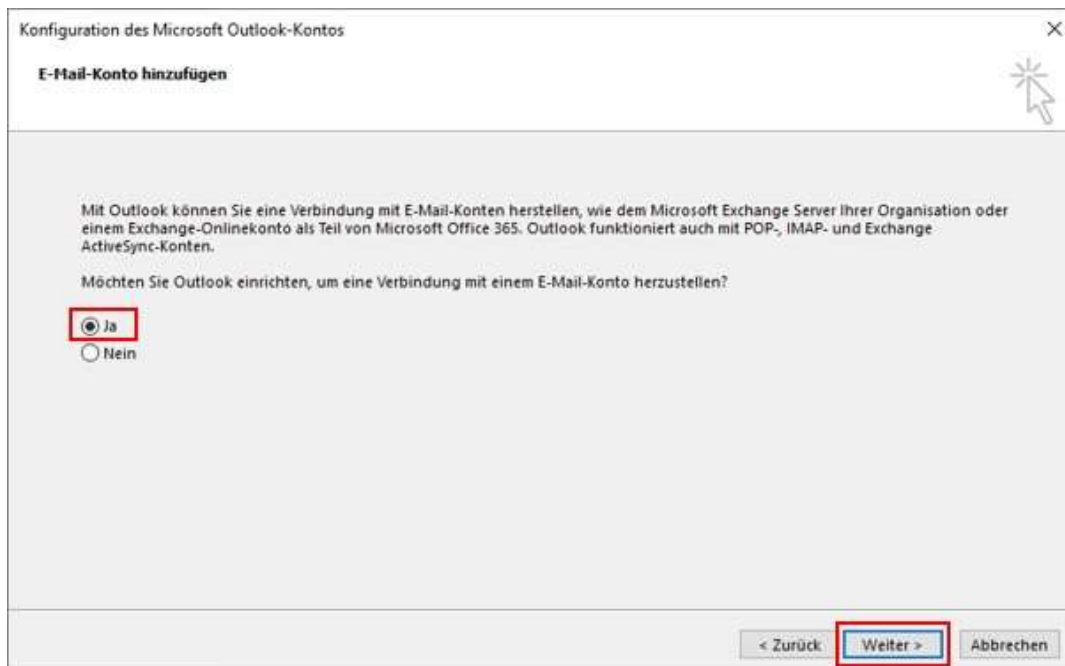 Konfiguration des Microsoft Outlook-Kontos
E-Mail-Konto hinzufügen
Mit Outlook können Sie eine Verbindung mit E-Mail-Konten herstellen, wie dem Microsoft Exchange Server Ihrer Organisation oder
einem Exchange-Onlinekonto als Teil von Microsoft Office 365. Outlook funktioniert auch mit POP-, IMAP- und Exchange
ActiveSync-Konten.
Möchten Sie Outlook einrichten, um eine Verbindung mit einem E-Mail-Konto herzustellen?
Ja
Nein
< Zurück Weiter > Abbrechen